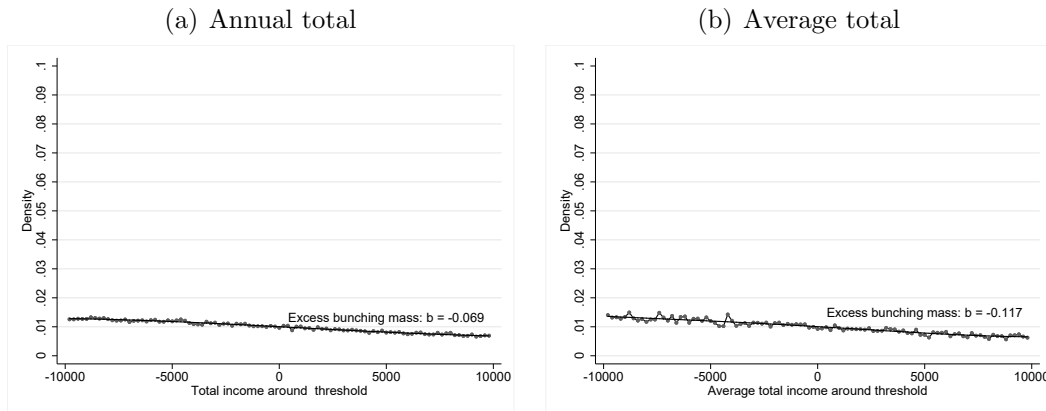 (a) Annual total
.1
.09
.08
.07
.06
.05
.04
.03
.02
.01
0
Density
Excess bunching mass: b = -0.069
-10000 -5000 0 5000 10000
Total income around threshold
(b) Average total
.1
.09
.08
.07
.06
.05
.04
.03
.02
.01
0
Density
Excess bunching mass: b = -0.117
-10000 -5000 0 5000 10000
Average total income around threshold